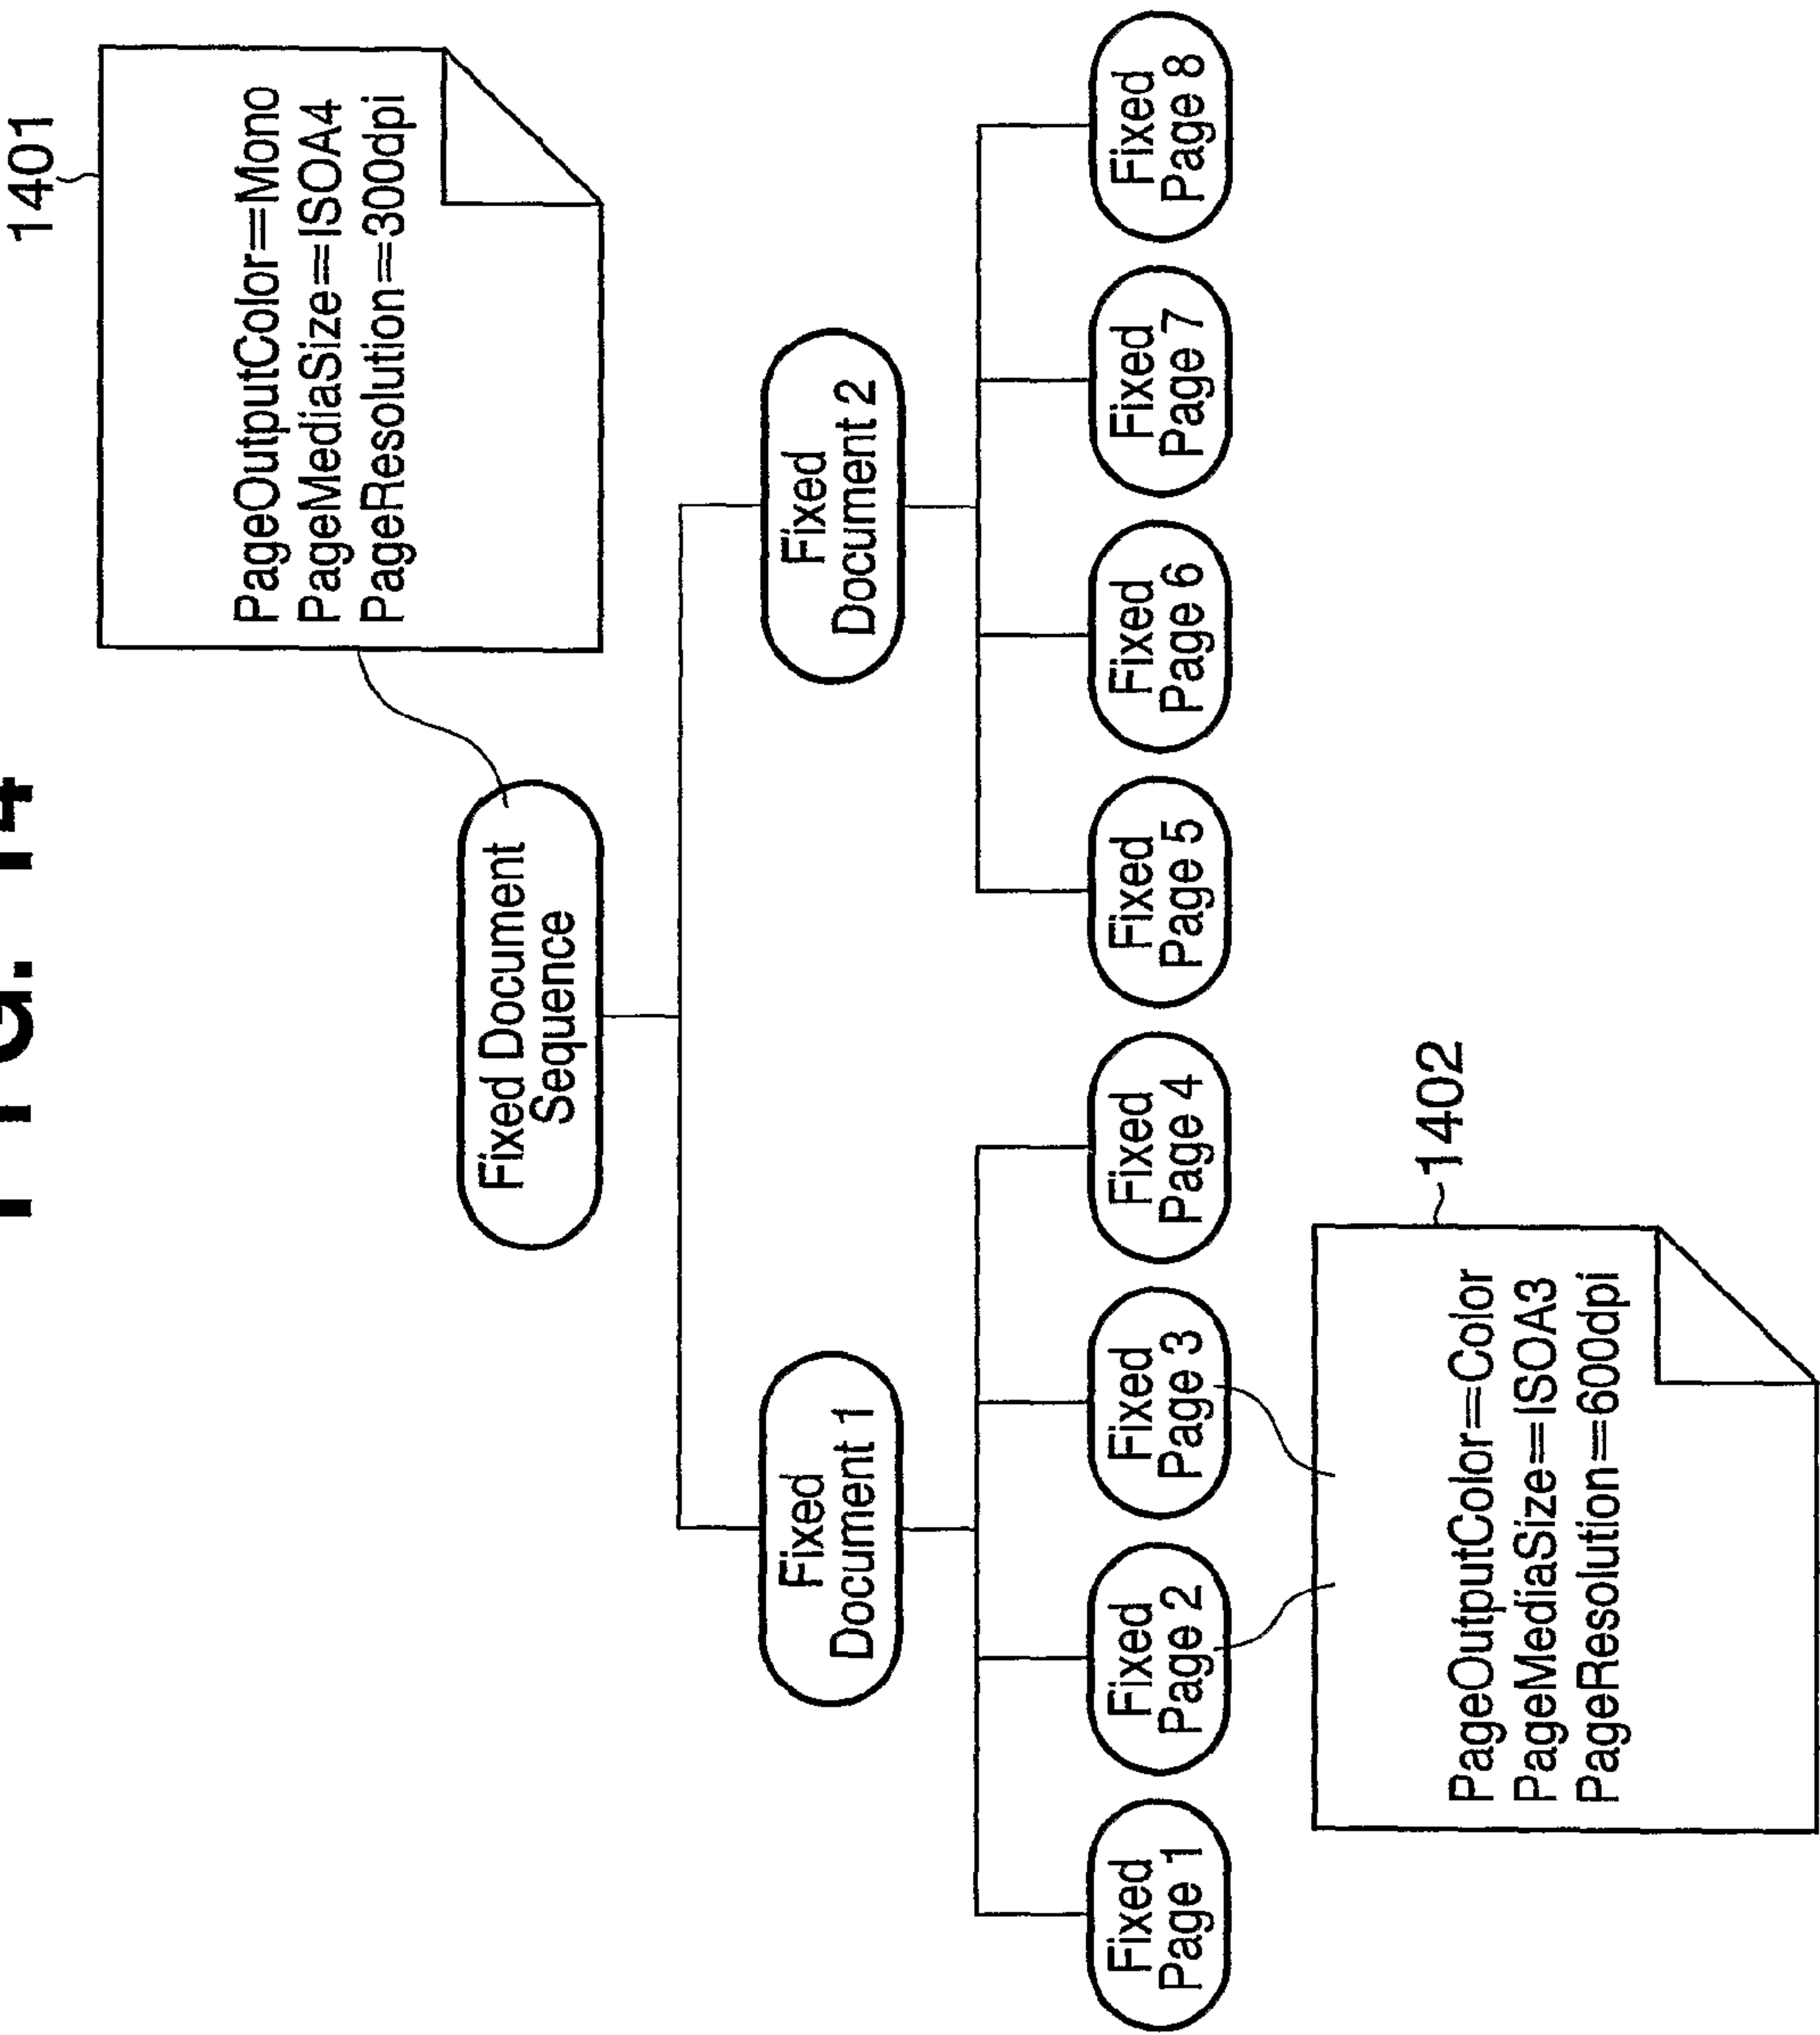 FIG. 14
1401
PageOutputColor=Mono
PageMediaSize=ISOA4
PageResolution=300dpi
Fixed Document
Sequence
Fixed
Document 1
Fixed
Document 2
Fixed
Page 1
Fixed
Page 2
Fixed
Page 3
Fixed
Page 4
Fixed
Page 5
Fixed
Page 6
Fixed
Page 7
Fixed
Page 8
1402
PageOutputColor=Color
PageMediaSize=ISOA3
PageResolution=600dpi